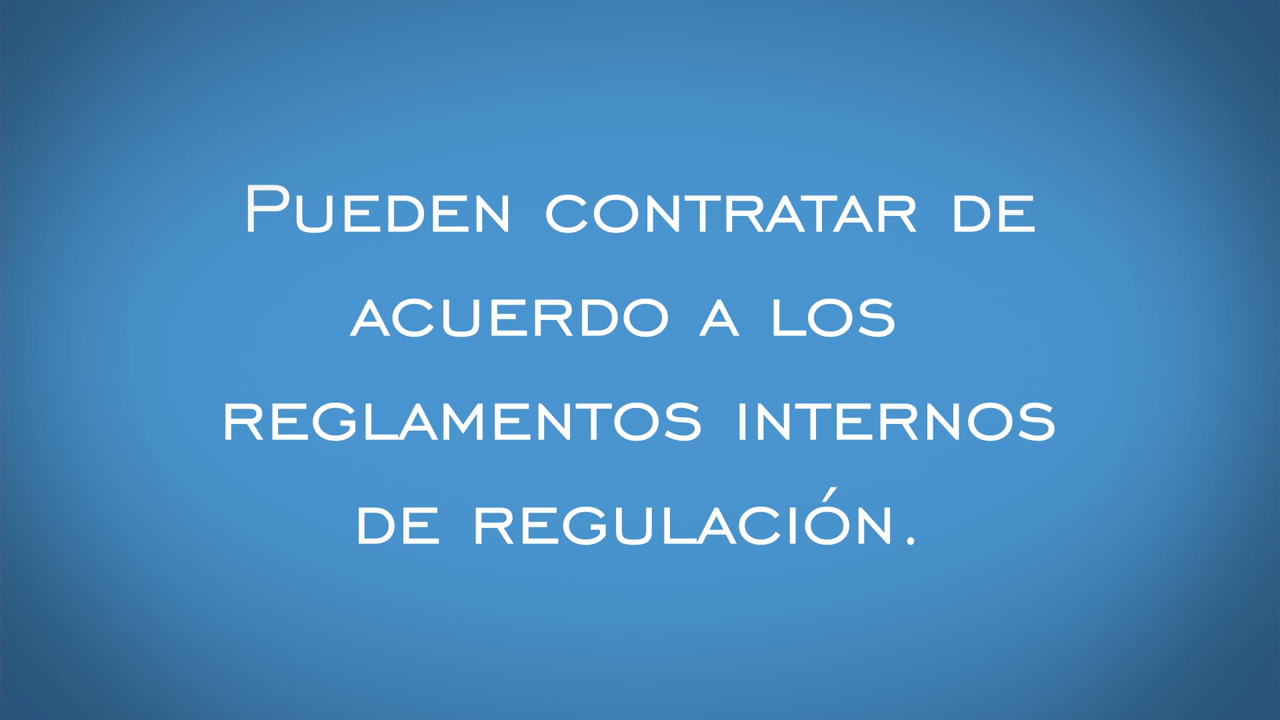 Pueden contratar de
acuerdo a los
reglamentos internos
de regulación.